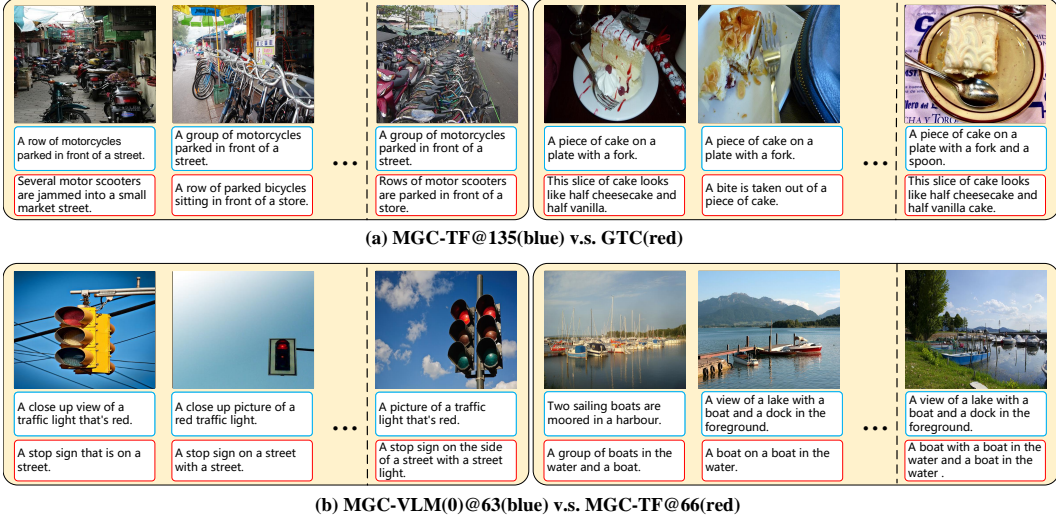 A row of motorcycles
parked in front of a street.
A group of motorcycles
parked in front of a
street.
...
A group of motorcycles
parked in front of a
street.
Several motor scooters
are jammed into a small
market street.
A row of parked bicycles
sitting in front of a store.
Rows of motor scooters
are parked in front of a
store.
A piece of cake on a
plate with a fork.
A piece of cake on a
plate with a fork.
...
A piece of cake on a
plate with a fork and a
spoon.
This slice of cake looks
like half cheesecake and
half vanilla.
A bite is taken out of a
piece of cake.
This slice of cake looks
like half cheesecake and
half vanilla cake.
(a) MGC-TF@135(blue) v.s. GTC(red)
A close up view of a
traffic light that's red.
A close up picture of a
red traffic light.
...
A picture of a traffic
light that's red.
A stop sign that is on a
street.
A stop sign on a street
with a street.
A stop sign on the side
of a street with a street
light.
Two sailing boats are
moored in a harbour.
A view of a lake with a
boat and a dock in the
foreground.
...
A view of a lake with a
boat and a dock in the
foreground.
A group of boats in the
water and a boat.
A boat on a boat in the
water.
A boat with a boat in the
water and a boat in the
water .
(b) MGC-VLM(0)@63(blue) v.s. MGC-TF@66(red)